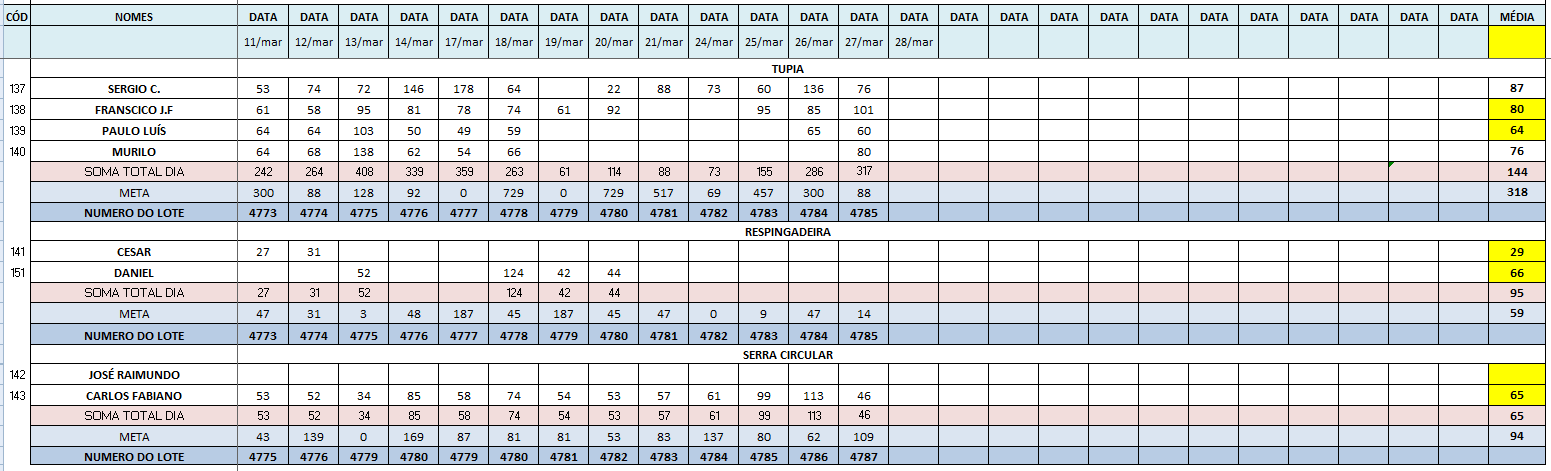 CÓD NOMES DATA DATA DATA DATA DATA DATA DATA DATA DATA DATA DATA DATA DATA DATA DATA DATA DATA DATA DATA DATA DATA DATA DATA DATA DATA MÉDIA
11/mar 12/mar 13/mar 14/mar 17/mar 18/mar 19/mar 20/mar 21/mar 24/mar 25/mar 26/mar 27/mar 28/mar
TUPIA
137 SERGIO C. 53 74 72 146 178 64 22 88 73 60 136 76 87
138 FRANSCICO J.F 61 58 95 81 78 74 61 92 95 85 101 80
139 PAULO LUÍS 64 64 103 50 49 59 65 60 64
140 MURILO 64 68 138 62 54 66 80 76
SOMA TOTAL DIA 242 264 408 339 359 263 61 114 88 73 155 286 317 144
META 300 88 128 92 0 729 0 729 517 69 457 300 88 318
NUMERO DO LOTE 4773 4774 4775 4776 4777 4778 4779 4780 4781 4782 4783 4784 4785
RESPINGADEIRA
141 CESAR 27 31 29
151 DANIEL 52 124 42 44 66
SOMA TOTAL DIA 27 31 52 124 42 44 95
META 47 31 3 48 187 45 187 45 47 0 9 47 14 59
NUMERO DO LOTE 4773 4774 4775 4776 4777 4778 4779 4780 4781 4782 4783 4784 4785
SERRA CIRCULAR
142 JOSÉ RAIMUNDO
143 CARLOS FABIANO 53 52 34 85 58 74 54 53 57 61 99 113 46 65
SOMA TOTAL DIA 53 52 34 85 58 74 54 53 57 61 99 113 46 65
META 43 139 0 169 87 81 81 53 83 137 80 62 109 94
NUMERO DO LOTE 4775 4776 4779 4780 4779 4780 4781 4782 4783 4784 4785 4786 4787